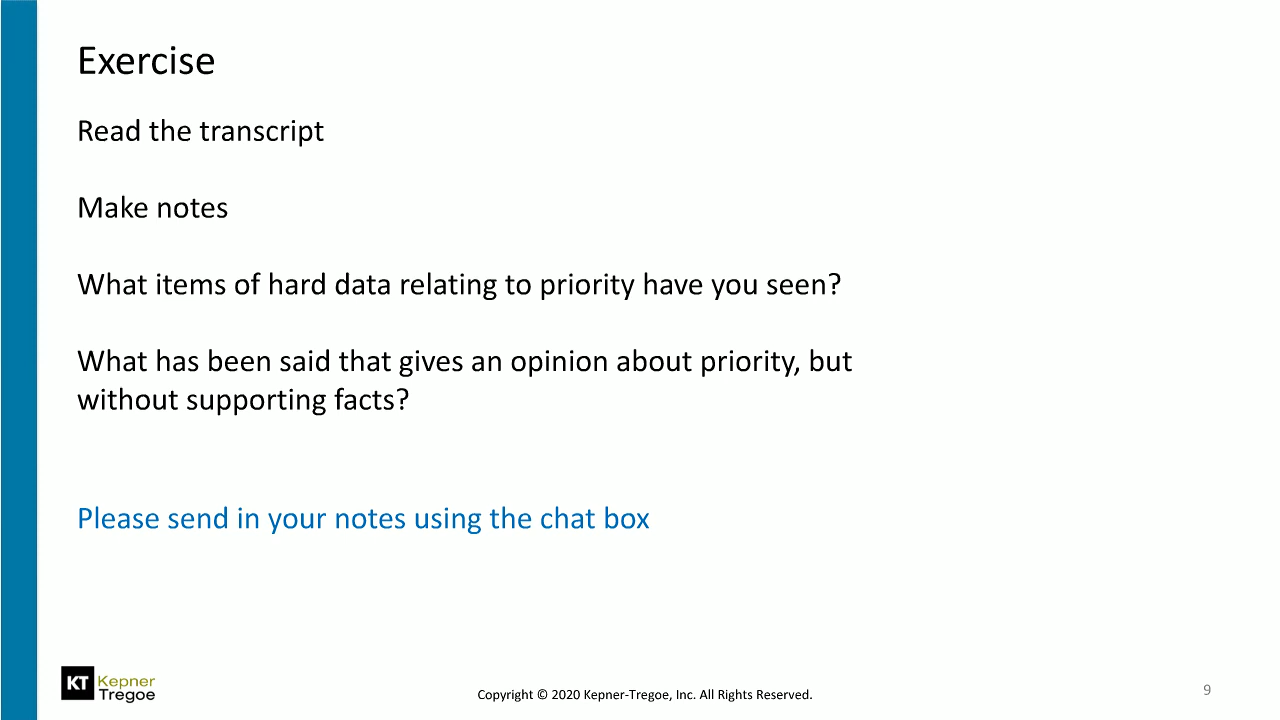 Exercise
Read the transcript
Make notes
What items of hard data relating to priority have you seen?
What has been said that gives an opinion about priority, but
without supporting facts?
Please send in your notes using the chat box
KT Kepner
Tregoe
Copyright © 2020 Kepner-Tregoe, Inc. All Rights Reserved.
9